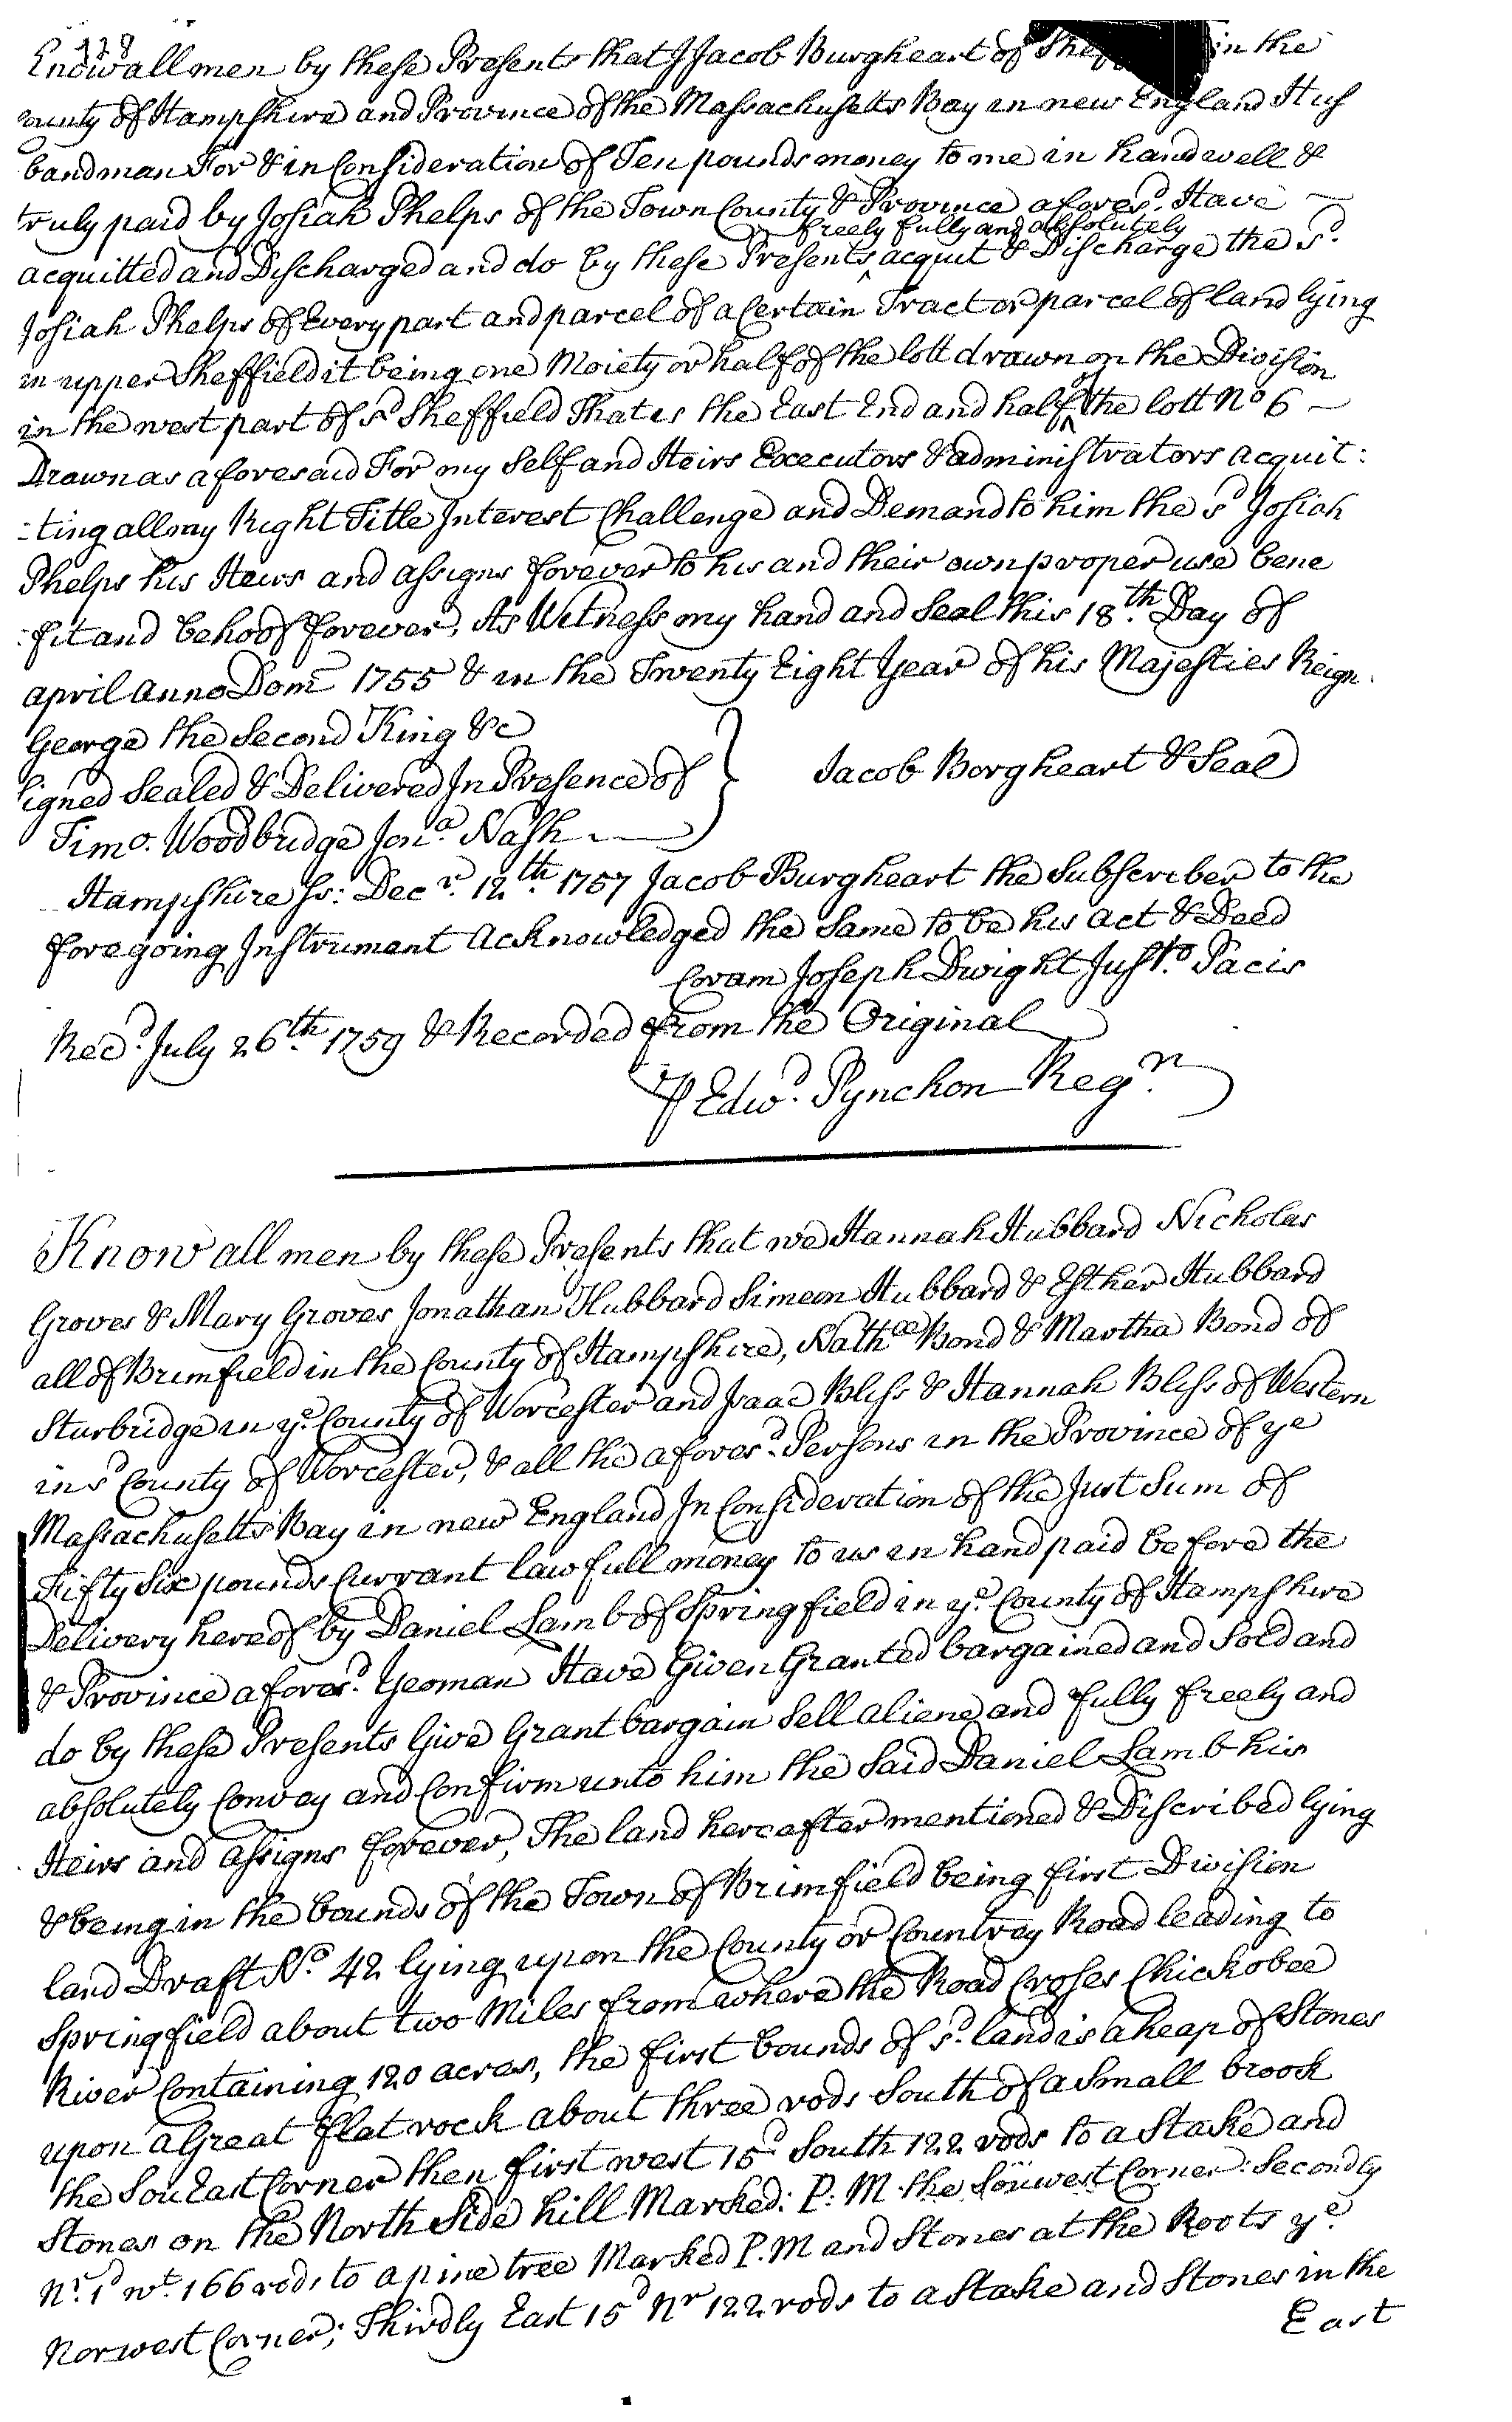 Know all men by these Presents that I Jacob Burgheart of in the
County of Hampshire and Province of the Massachusetts Bay in new England Hus
bandman For & in Consideration of Ten pounds money to me in hand well &
truly paid by Josiah Phelps of the Town County & Province afores.d Have
freely fully and absolutely
acquitted and Discharged and do by these Presents ‸ acquit & Discharge the s.d
Josiah Phelps of Every part and parcel of a Certain Tract or parcel of land lying
in upper Sheffield it being one Moiety or half of the lott drawn on the Division
in the west part of s.d Sheffield That is the East End and half of the lott No 6 —
Drawn as aforesaid For my Self and Heirs Executors & administrators acquit:
:ting all my Right Title Interest Challenge and Demand to him the s.d Josiah
Phelps his Heirs and assigns forever to his and their own proper use bene
:fit and behoof forever, As Witness my hand and Seal this 18.th Day of
april anno Dom 1755 & in the Twenty Eight Year of his Majesties Reign
George the Second King &c
Signed Sealed & Delivered In Presence of } Jacob Borgheart & Seal
Timo. Woodbridge Jon.a Nash
Hampshire ss: Dec.r 12.th 1757 Jacob Burgheart the Subscriber to the
foregoing Instrument Acknowledged the Same to be his act & Deed
Coram Joseph Dwight Just.o Pacis
Rec.d July 26.th 1759 & Recorded from the Original
⅌ Edw.d Pynchon Reg.r
Know all men by these Presents that we Hannah Hubbard Nicholas
Groves & Mary Groves Jonathan Hubbard Simeon Hubbard & Esther Hubbard
all of Brimfield in the County of Hampshire, Nath.ll Bond & Martha Bond of
Sturbridge in y.e County of Worcester and Isaac Bliss & Hannah Bliss of Western
in s.d County of Worcester, & all the afores.d Persons in the Province of ye
Massachusetts Bay in new England In Consideration of the Just Sum of
Fifty Six pounds Currant lawfull money to us in hand paid before the
Delivery hereof by Daniel Lamb of Springfield in y.e County of Hampshire
& Province afores.d Yeoman Have Given Granted bargained and Sold and
do by these Presents Give Grant bargain Sell aliene and fully freely and
absolutely Convey and Confirm unto him the Said Daniel Lamb his
Heirs and assigns forever, The land hereafter mentioned & Discribed lying
& being in the bounds of the Town of Brimfield being first Division
land Draft N.o 42 lying upon the County or Countrey Road leading to
Springfield about two Miles from where the Road Croses Chickobee
River Containing 120 acres, the first bounds of s.d land is a heap of Stones
upon a Great flat rock about three rods South of a Small brook
the Sou East Corner then first west 15.d South 122 rods to a Stake and
Stones on the North Side hill Marked: P: M the Souwest Corner: Secondly
N.r 1.d w.t 166 rods to a pine tree Marked P. M and Stones at the Roots y.e
Norwest Corner; Thirdly East 15.d Nr 122 rods to a Stake and Stones in the
East